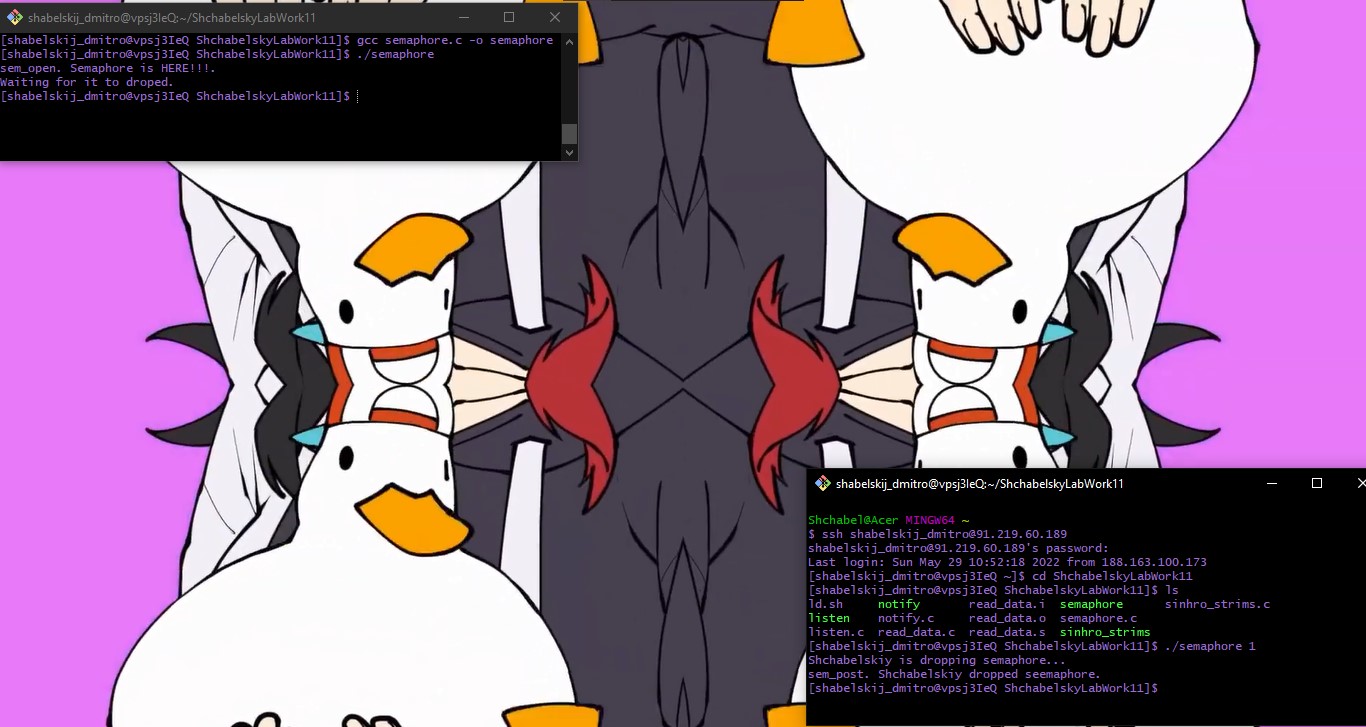 shabelskij_dmitro@vpsj3IeQ:~/ShchabelskyLabWork11
[shabelskij_dmitro@vpsj3IeQ ShchabelskyLabWork11]$ gcc semaphore.c -o semaphore
[shabelskij_dmitro@vpsj3IeQ ShchabelskyLabWork11]$ ./semaphore
sem_open. Semaphore is HERE!!!.
Waiting for it to droped.
[shabelskij_dmitro@vpsj3IeQ ShchabelskyLabWork11]$
shabelskij_dmitro@vpsj3IeQ:~/ShchabelskyLabWork11
Shchabel@Acer MINGW64 ~
$ ssh shabelskij_dmitro@91.219.60.189
shabelskij_dmitro@91.219.60.189's password:
Last login: Sun May 29 10:52:18 2022 from 188.163.100.173
[shabelskij_dmitro@vpsj3IeQ ~]$ cd ShchabelskyLabWork11
[shabelskij_dmitro@vpsj3IeQ ShchabelskyLabWork11]$ ls
ld.sh notify read_data.i semaphore sinhro_strims.c
listen notify.c read_data.o semaphore.c
listen.c read_data.c read_data.s sinhro_strims
[shabelskij_dmitro@vpsj3IeQ ShchabelskyLabWork11]$ ./semaphore 1
Shchabelskiy is dropping semaphore...
sem_post. Shchabelskiy dropped seemaphore.
[shabelskij_dmitro@vpsj3IeQ ShchabelskyLabWork11]$